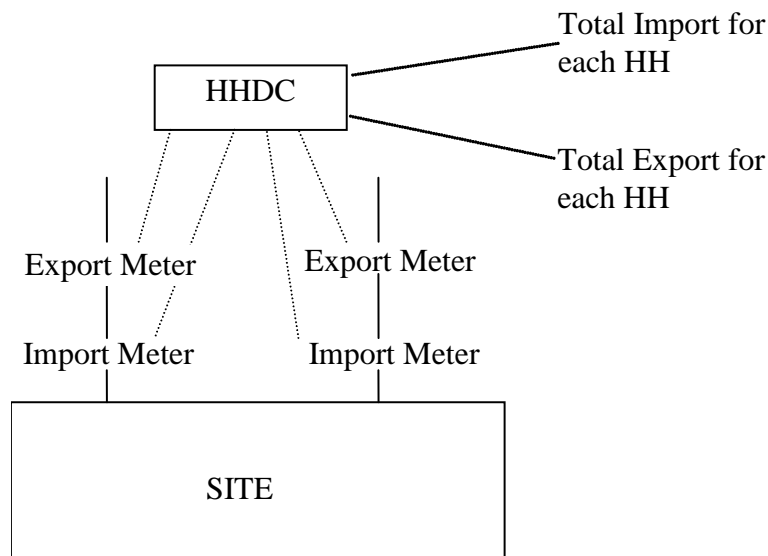 Total Import for
each HH
HHDC
Total Export for
each HH
Export Meter
Export Meter
Import Meter
Import Meter
SITE